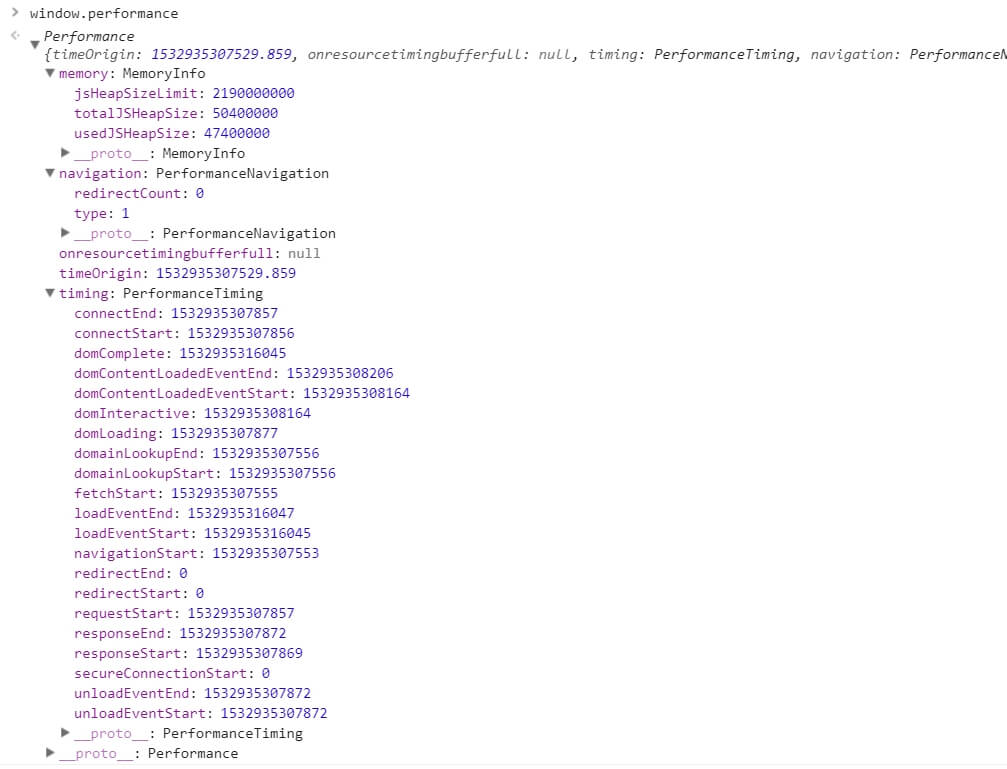 > window.performance
Performance
{timeOrigin: 1532935307529.859, onresourcetimingbufferfull: null, timing: PerformanceTiming, navigation: PerformanceN
memory: MemoryInfo
jsHeapSizeLimit: 2190000000
totalJSHeapSize: 50400000
usedJSHeapSize: 47400000
__proto__: MemoryInfo
navigation: PerformanceNavigation
redirectCount: 0
type: 1
__proto__: PerformanceNavigation
onresourcetimingbufferfull: null
timeOrigin: 1532935307529.859
timing: PerformanceTiming
connectEnd: 1532935307857
connectStart: 1532935307856
domComplete: 1532935316045
domContentLoadedEventEnd: 1532935308206
domContentLoadedEventStart: 1532935308164
domInteractive: 1532935308164
domLoading: 1532935307877
domainLookupEnd: 1532935307556
domainLookupStart: 1532935307556
fetchStart: 1532935307555
loadEventEnd: 1532935316047
loadEventStart: 1532935316045
navigationStart: 1532935307553
redirectEnd: 0
redirectStart: 0
requestStart: 1532935307857
responseEnd: 1532935307872
responseStart: 1532935307869
secureConnectionStart: 0
unloadEventEnd: 1532935307872
unloadEventStart: 1532935307872
__proto__: PerformanceTiming
__proto__: Performance